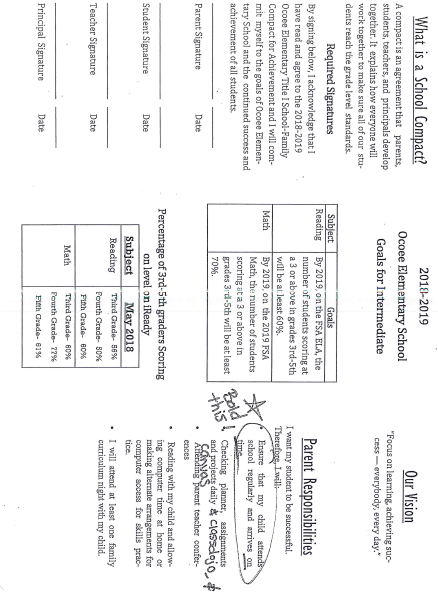 What is a School Compact?
A compact is an agreement that parents,
students, teachers, and principals develop
together. It explains how everyone will
work together to make sure all of our stu-
dents reach the grade level standards.
Required Signatures
By signing below, I acknowledge that I
have read and agree to the 2018-2019
Ocoee Elementary Title I School-Family
Compact for Achievement and I will com-
mit myself to the goals of Ocoee Elemen-
tary School and the continued success and
achievement of all students.
Parent Signature Date
Student Signature Date
Teacher Signature Date
Principal Signature Date
2018-2019
Ocoee Elementary School
Goals for Intermediate
Subject Goals
Reading By 2019, on the FSA ELA, the
number of students scoring at
a 3 or above in grades 3rd-5th
will be at least 60%.
Math By 2019, on the 2019 FSA
Math, the number of students
scoring at a 3 or above in
grades 3rd-5th will be at least
70%.
Percentage of 3rd-5th graders Scoring
on level on iReady
Subject May 2018
Reading Third Grade- 88%
Fourth Grade- 50%
Fifth Grade- 60%
Math Third Grade- 80%
Fourth Grade- 77%
Fifth Grade- 81%
Our Vision
"Focus on learning, achieving suc-
cess — everybody, every day."
Parent Responsibilities
I want my student to be successful.
Therefore, I will:
• Ensure that my child attends
school regularly and arrives on
time.
Bold
this!
• Checking planner, assignments
and projects daily & classdojo &
canvas
• Attending parent teacher confer-
ences
• Reading with my child and allow-
ing computer time at home or
making alternate arrangements for
computer access for skills prac-
tice.
• I will attend at least one family
curriculum night with my child.